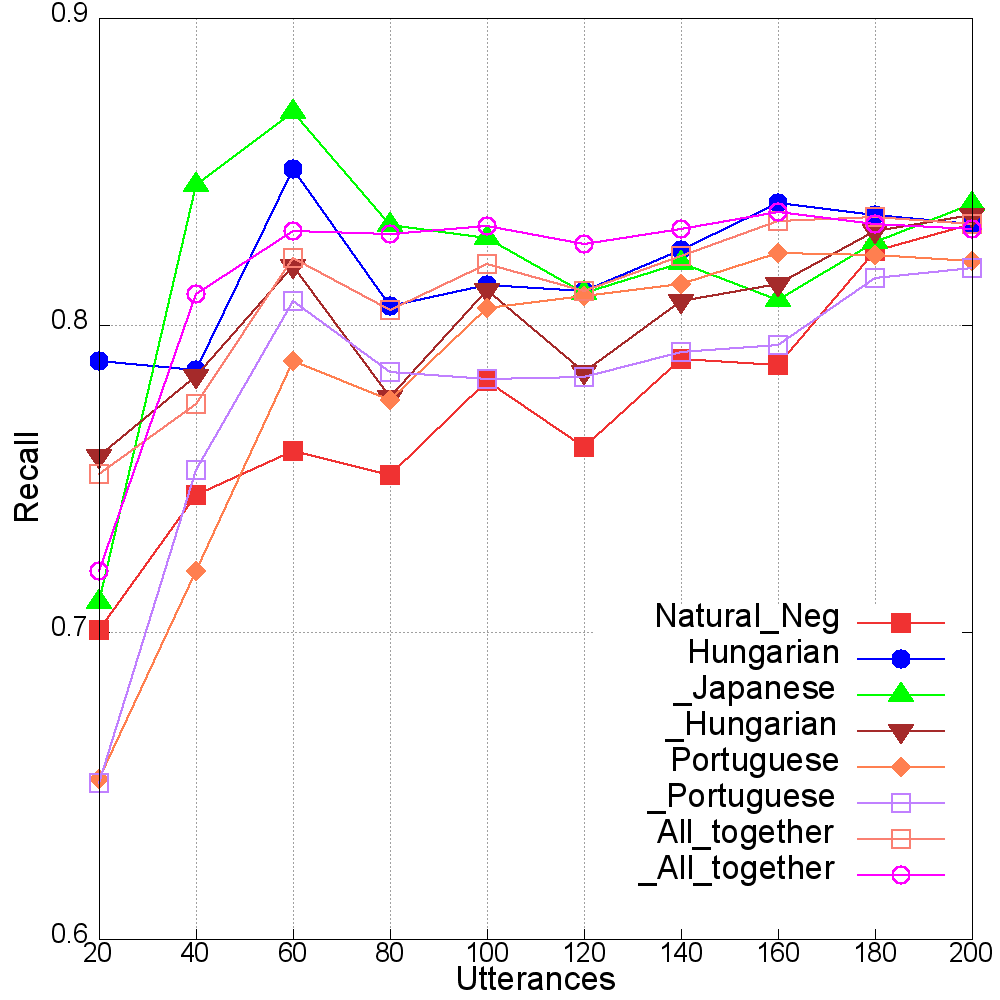 0.9
0.8
0.7
0.6
Recall
Natural_Neg
Hungarian
_Japanese
_Hungarian
Portuguese
_Portuguese
All_together
_All_together
20 40 60 80 100 120 140 160 180 200
Utterances